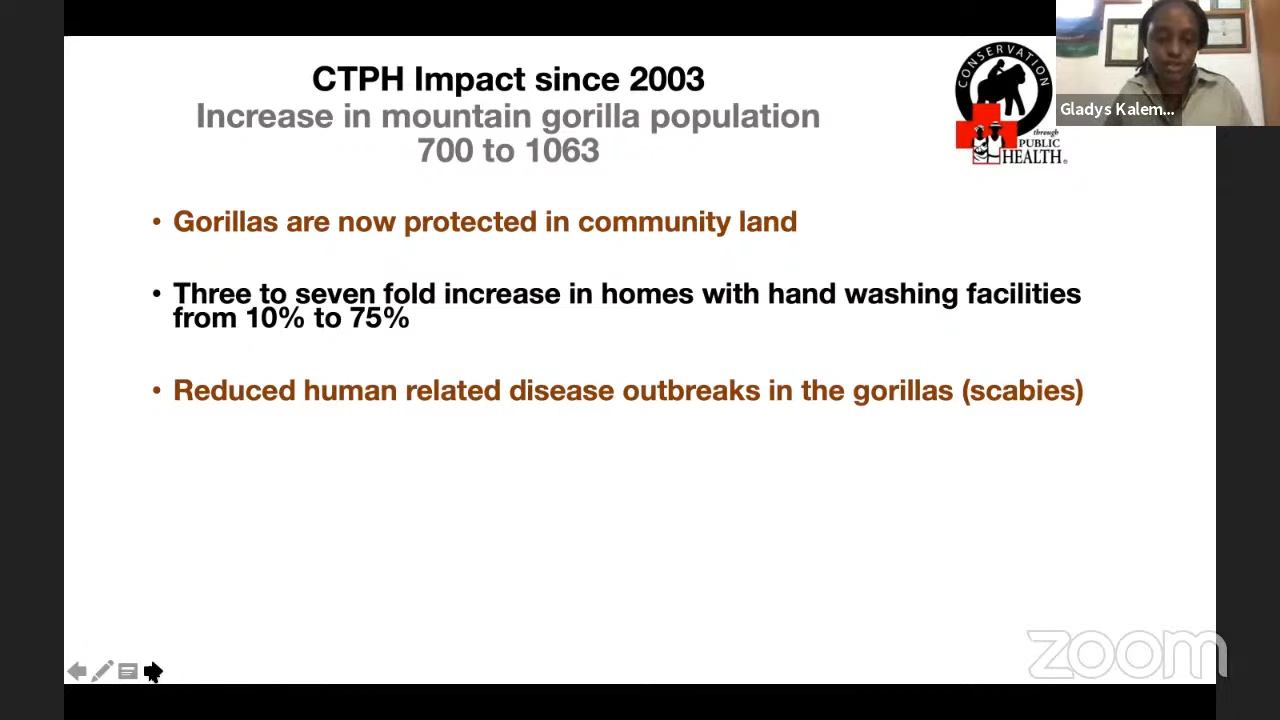 CTPH Impact since 2003
Increase in mountain gorilla population
700 to 1063
CONSERVATION
through
PUBLIC
HEALTH®
Gladys Kalem...
• Gorillas are now protected in community land
• Three to seven fold increase in homes with hand washing facilities
from 10% to 75%
• Reduced human related disease outbreaks in the gorillas (scabies)
zoom